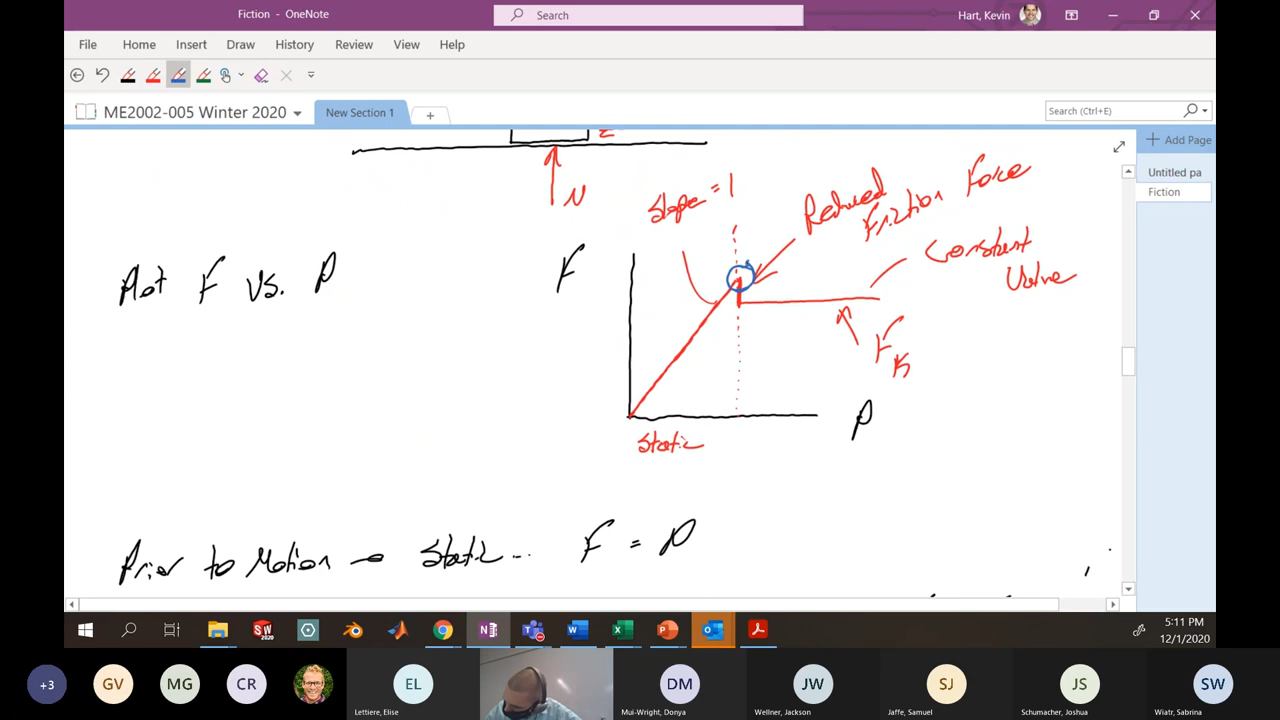 Fiction - OneNote
Search
Hart, Kevin
File Home Insert Draw History Review View Help
ME2002-005 Winter 2020
New Section 1
+
Search (Ctrl+E)
Add Page
Untitled pa
Fiction
N
Slope = 1
Reduced Friction Force
Constant Value
Plot F vs. P
F
F K
P
Static
Prior to Motion → Static... F = P
5:11 PM
12/1/2020
+3
GV
MG
CR
EL
Lettiere, Elise
DM
Mui-Wright, Donya
JW
Wellner, Jackson
SJ
Jaffe, Samuel
JS
Schumacher, Joshua
SW
Wiatr, Sabrina